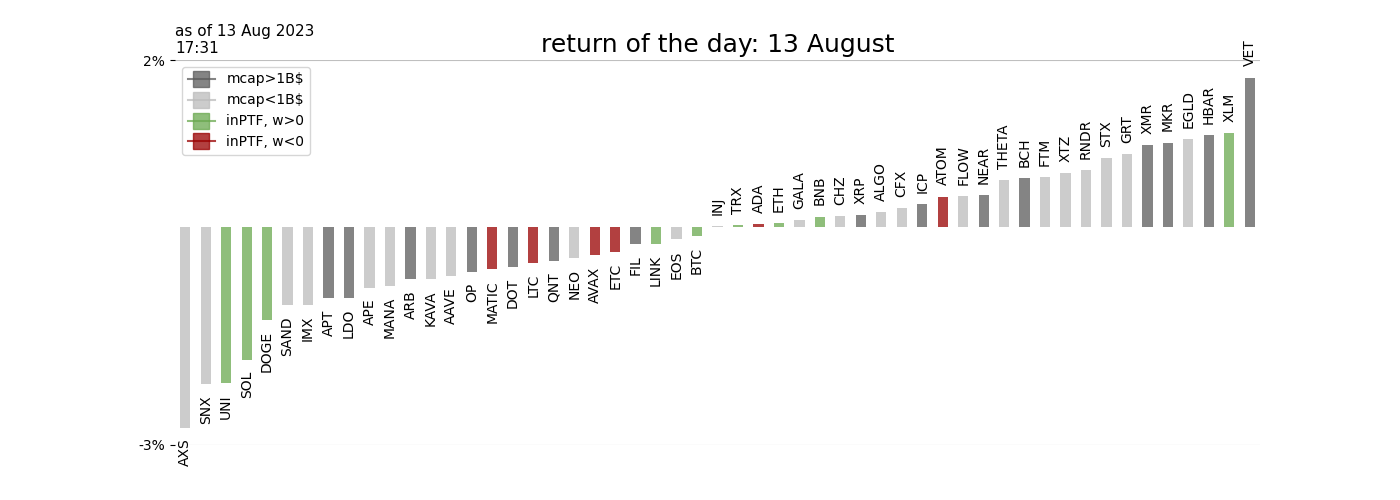 as of 13 Aug 2023
17:31
return of the day: 13 August
2%
mcap>1B$
mcap<1B$
inPTF, w>0
inPTF, w<0
-3%
AXS
SNX
UNI
SOL
DOGE
SAND
IMX
APT
LDO
APE
MANA
ARB
KAVA
AAVE
OP
MATIC
DOT
LTC
QNT
NEO
AVAX
ETC
FIL
LINK
EOS
BTC
INJ
TRX
ADA
ETH
GALA
BNB
CHZ
XRP
ALGO
CFX
ICP
ATOM
FLOW
NEAR
THETA
BCH
FTM
XTZ
RNDR
STX
GRT
XMR
MKR
EGLD
HBAR
XLM
VET